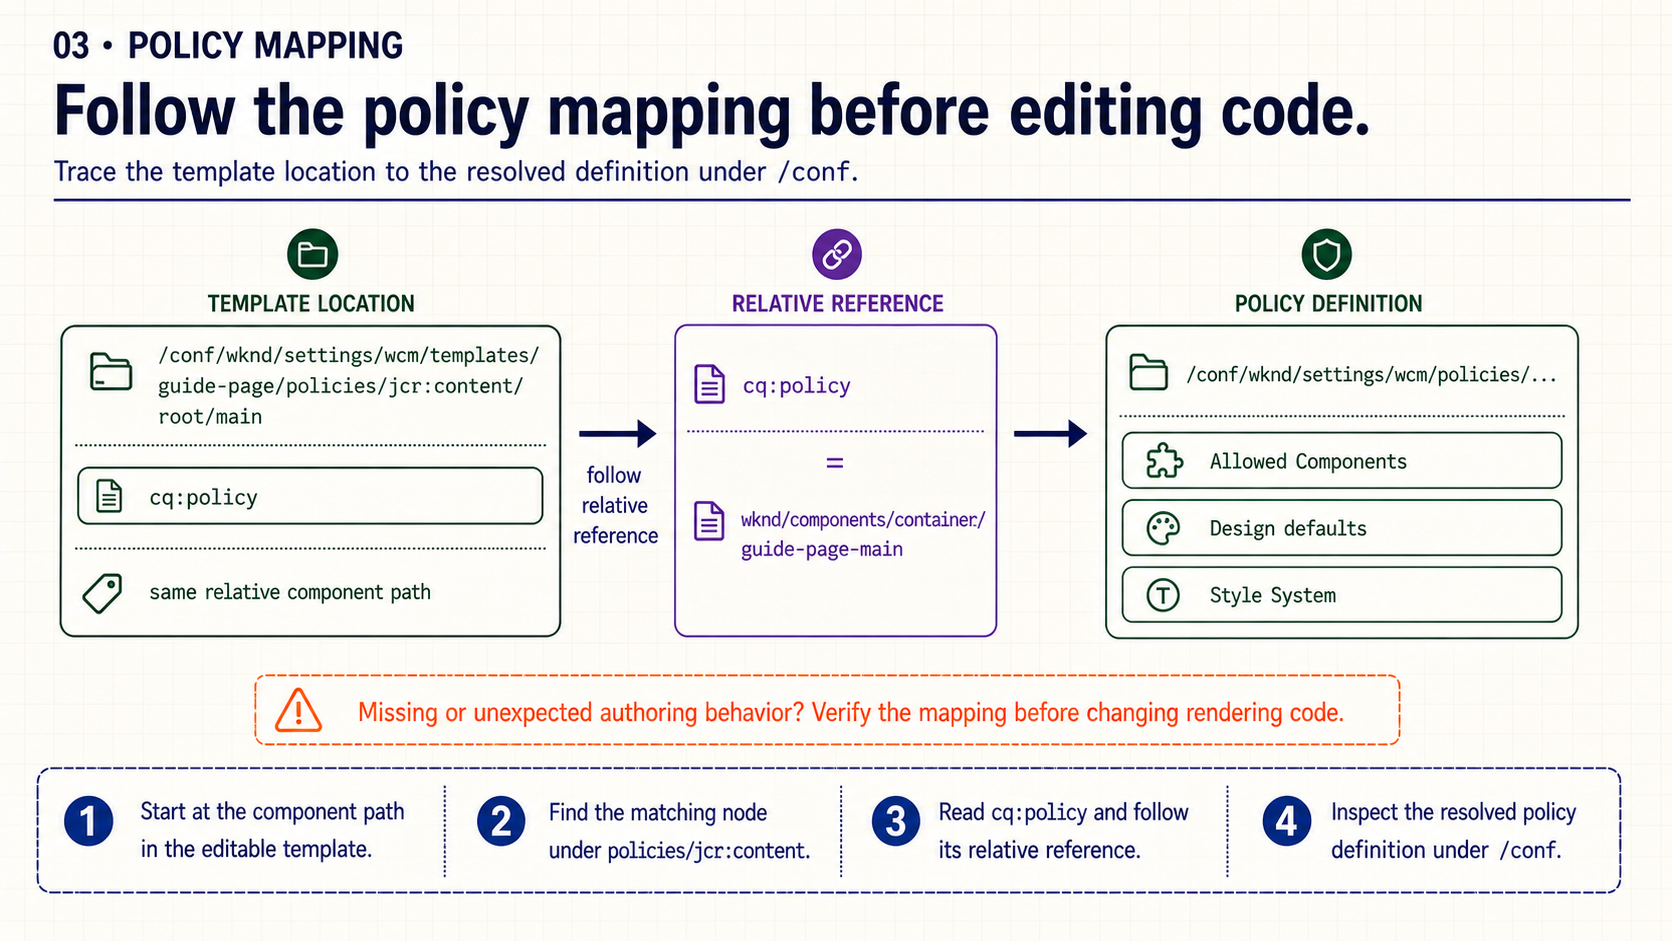 03 • POLICY MAPPING
Follow the policy mapping before editing code.
Trace the template location to the resolved definition under /conf.
TEMPLATE LOCATION
/conf/wknd/settings/wcm/templates/
guide-page/policies/jcr:content/
root/main
cq:policy
same relative component path
follow
relative
reference
RELATIVE REFERENCE
cq:policy
=
wknd/components/container/
guide-page-main
POLICY DEFINITION
/conf/wknd/settings/wcm/policies/...
Allowed Components
Design defaults
T
Style System
Missing or unexpected authoring behavior? Verify the mapping before changing rendering code.
1
Start at the component path
in the editable template.
2
Find the matching node
under policies/jcr:content.
3
Read cq:policy and follow
its relative reference.
4
Inspect the resolved policy
definition under /conf.